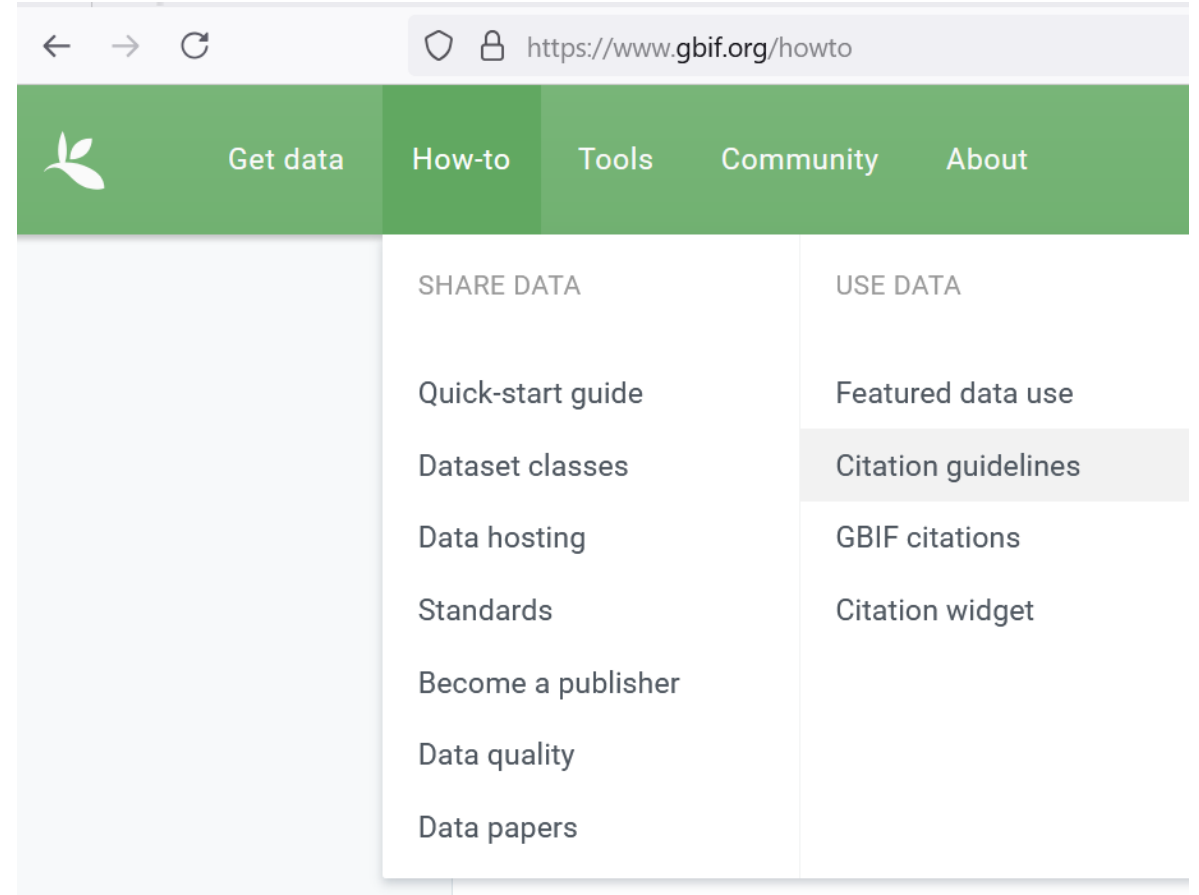 https://www.gbif.org/howto
Get data How-to Tools Community About
SHARE DATA
Quick-start guide
Dataset classes
Data hosting
Standards
Become a publisher
Data quality
Data papers
USE DATA
Featured data use
Citation guidelines
GBIF citations
Citation widget